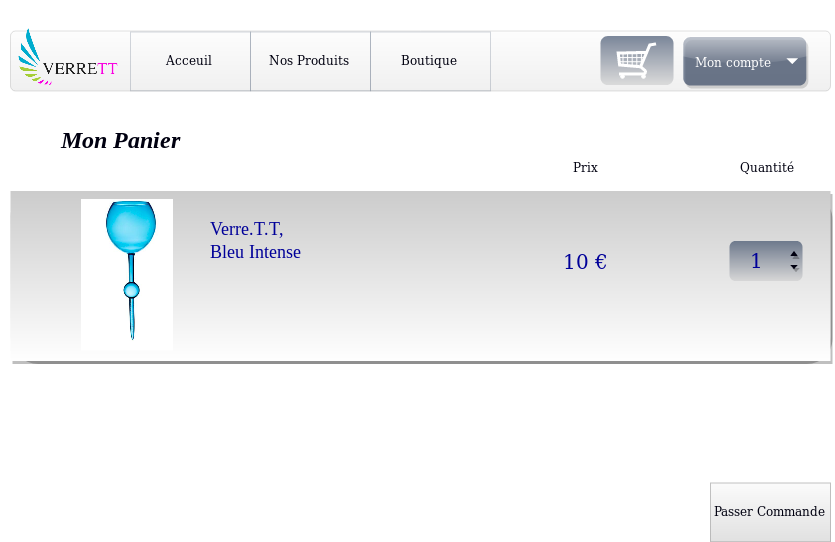 VERRETT
Acceuil
Nos Produits
Boutique
Mon compte
Mon Panier
Prix
Quantité
Verre.T.T,
Bleu Intense
10 €
1
Passer Commande